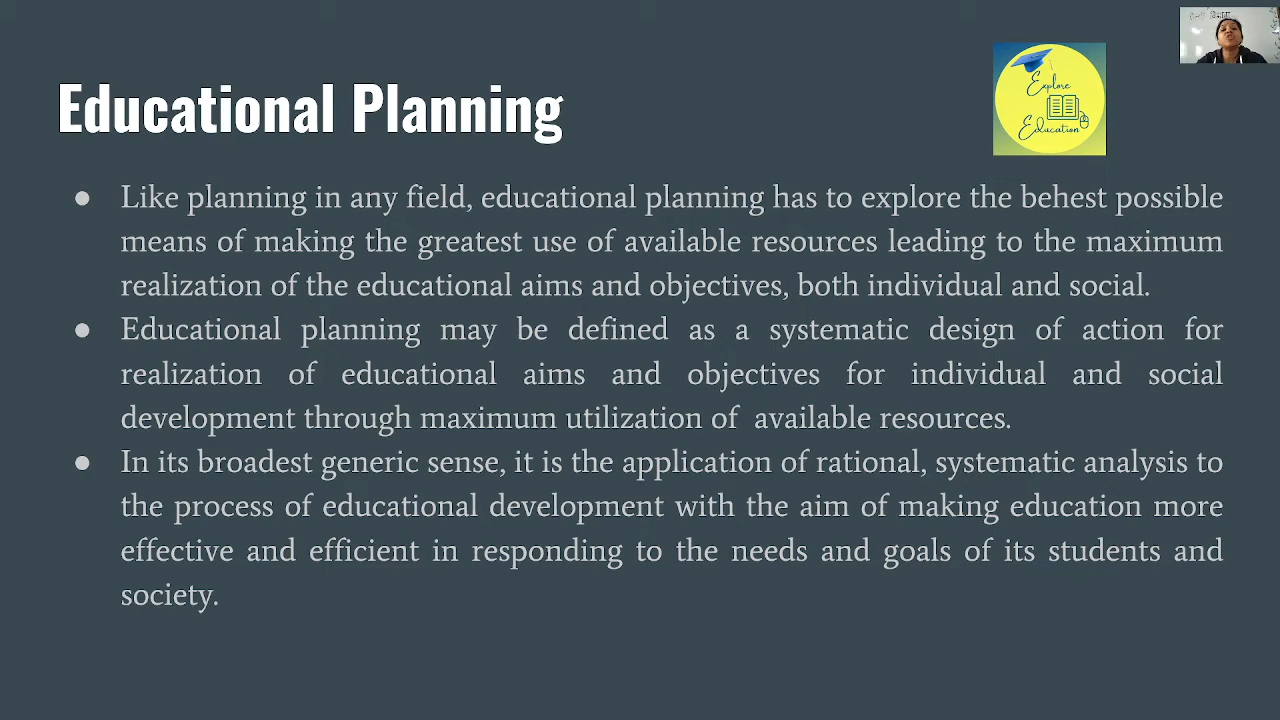 Educational Planning
Explore
Education
● Like planning in any field, educational planning has to explore the behest possible
means of making the greatest use of available resources leading to the maximum
realization of the educational aims and objectives, both individual and social.
● Educational planning may be defined as a systematic design of action for
realization of educational aims and objectives for individual and social
development through maximum utilization of available resources.
● In its broadest generic sense, it is the application of rational, systematic analysis to
the process of educational development with the aim of making education more
effective and efficient in responding to the needs and goals of its students and
society.